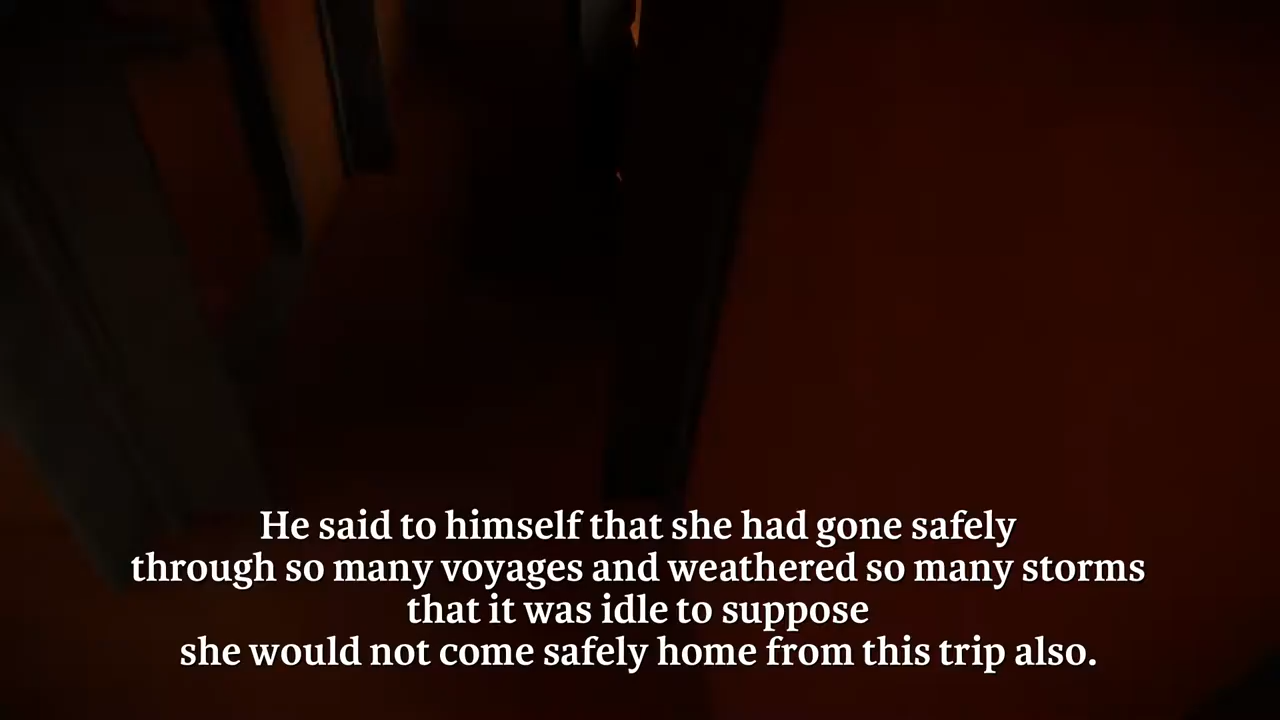 He said to himself that she had gone safely
through so many voyages and weathered so many storms
that it was idle to suppose
she would not come safely home from this trip also.